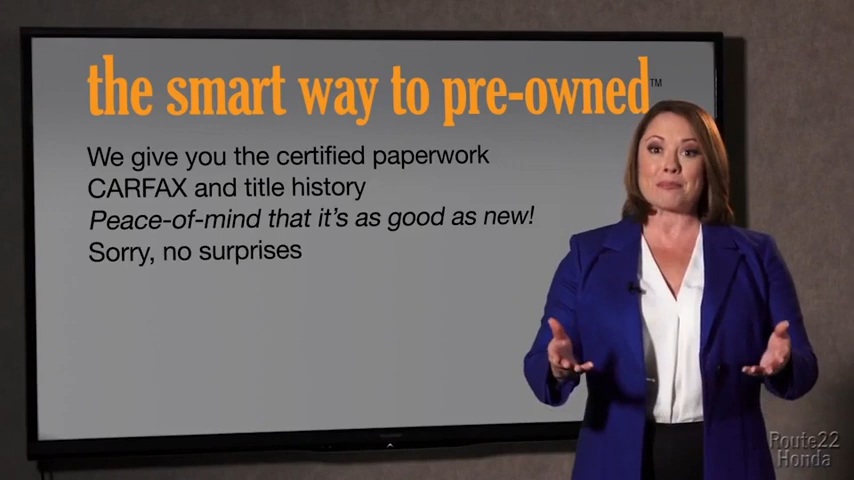 the smart way to pre-owned™
We give you the certified paperwork
CARFAX and title history
Peace-of-mind that it's as good as new!
Sorry, no surprises
Route22
Honda